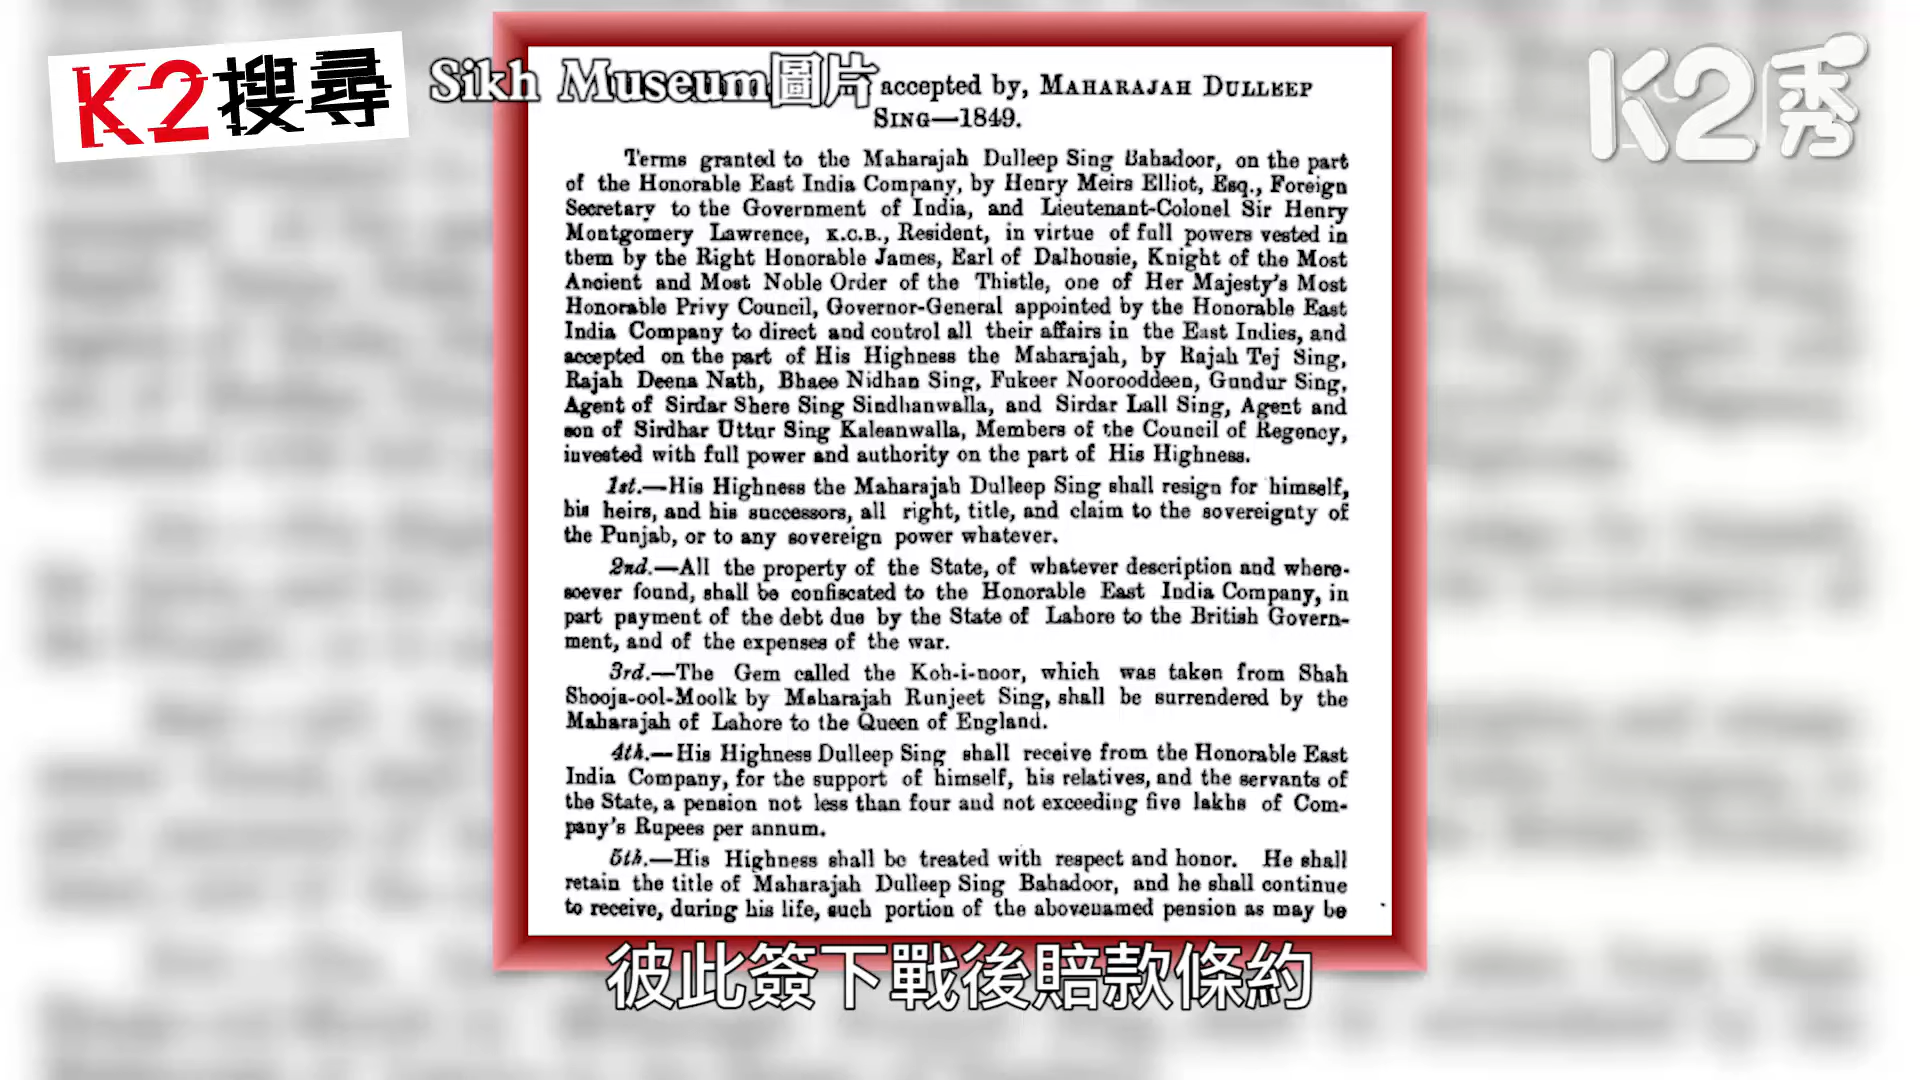 K2搜尋
Sikh Museum圖片
K2秀
accepted by, MAHARAJAH DULLEEP
SING—1849.
Terms granted to the Maharajah Dulleep Sing Bahadoor, on the part
of the Honorable East India Company, by Henry Meirs Elliot, Esq., Foreign
Secretary to the Government of India, and Lieutenant-Colonel Sir Henry
Montgomery Lawrence, K.C.B., Resident, in virtue of full powers vested in
them by the Right Honorable James, Earl of Dalhousie, Knight of the Most
Ancient and Most Noble Order of the Thistle, one of Her Majesty's Most
Honorable Privy Council, Governor-General appointed by the Honorable East
India Company to direct and control all their affairs in the East Indies, and
accepted on the part of His Highness the Maharajah, by Rajah Tej Sing,
Rajah Deena Nath, Bhaee Nidhan Sing, Fukeer Noorooddeen, Gundur Sing,
Agent of Sirdar Shere Sing Sindhanwalla, and Sirdar Lall Sing, Agent and
son of Sirdhar Uttur Sing Kaleanwalla, Members of the Council of Regency,
invested with full power and authority on the part of His Highness.
1st.—His Highness the Maharajah Dulleep Sing shall resign for himself,
his heirs, and his successors, all right, title, and claim to the sovereignty of
the Punjab, or to any sovereign power whatever.
2nd.—All the property of the State, of whatever description and where-
soever found, shall be confiscated to the Honorable East India Company, in
part payment of the debt due by the State of Lahore to the British Govern-
ment, and of the expenses of the war.
3rd.—The Gem called the Koh-i-noor, which was taken from Shah
Shooja-ool-Moolk by Maharajah Runjeet Sing, shall be surrendered by the
Maharajah of Lahore to the Queen of England.
4th.—His Highness Dulleep Sing shall receive from the Honorable East
India Company, for the support of himself, his relatives, and the servants of
the State, a pension not less than four and not exceeding five lakhs of Com-
pany's Rupees per annum.
5th.—His Highness shall be treated with respect and honor. He shall
retain the title of Maharajah Dulleep Sing Bahadoor, and he shall continue
to receive, during his life, such portion of the abovenamed pension as may be
彼此簽下戰後賠款條約